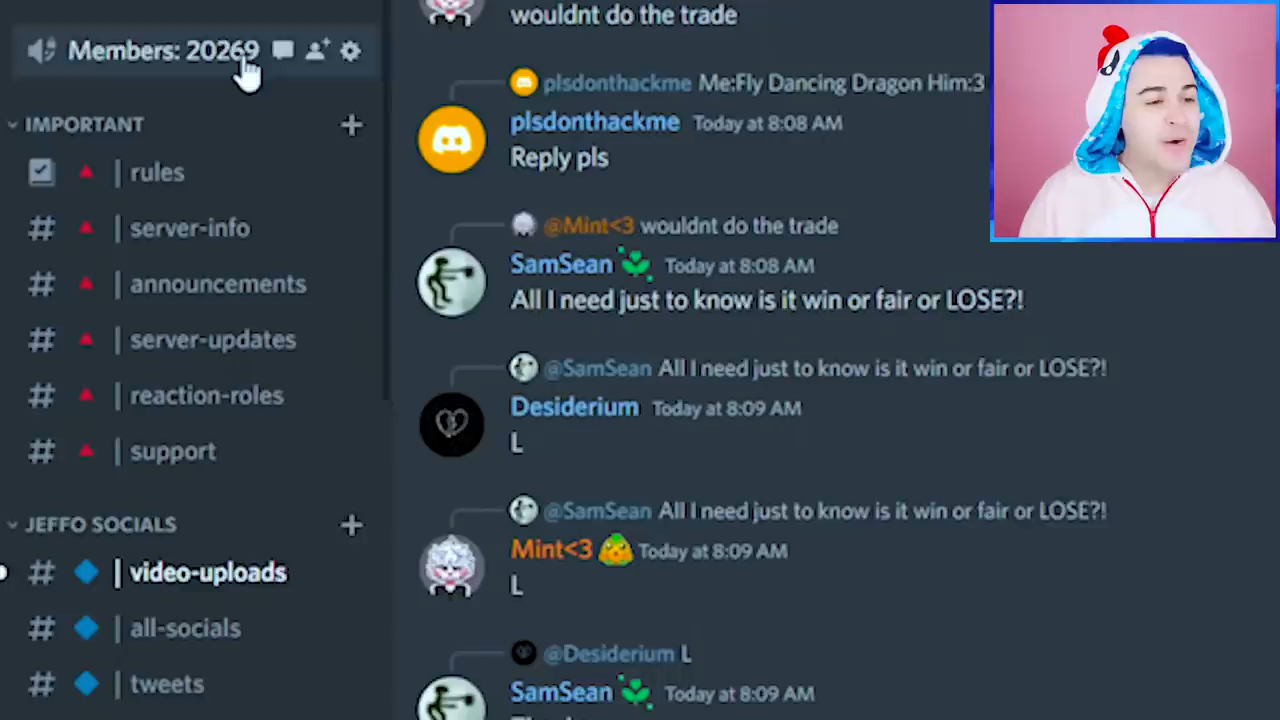 Members: 20269
IMPORTANT
rules
server-info
announcements
server-updates
reaction-roles
support
JEFFO SOCIALS
video-uploads
all-socials
tweets
wouldnt do the trade
plsdonthackme Me:Fly Dancing Dragon Him:3
plsdonthackme Today at 8:08 AM
Reply pls
@Mint<3 wouldnt do the trade
SamSean Today at 8:08 AM
All I need just to know is it win or fair or LOSE?!
@SamSean All I need just to know is it win or fair or LOSE?!
Desiderium Today at 8:09 AM
L
@SamSean All I need just to know is it win or fair or LOSE?!
Mint<3 Today at 8:09 AM
L
@Desiderium L
SamSean Today at 8:09 AM